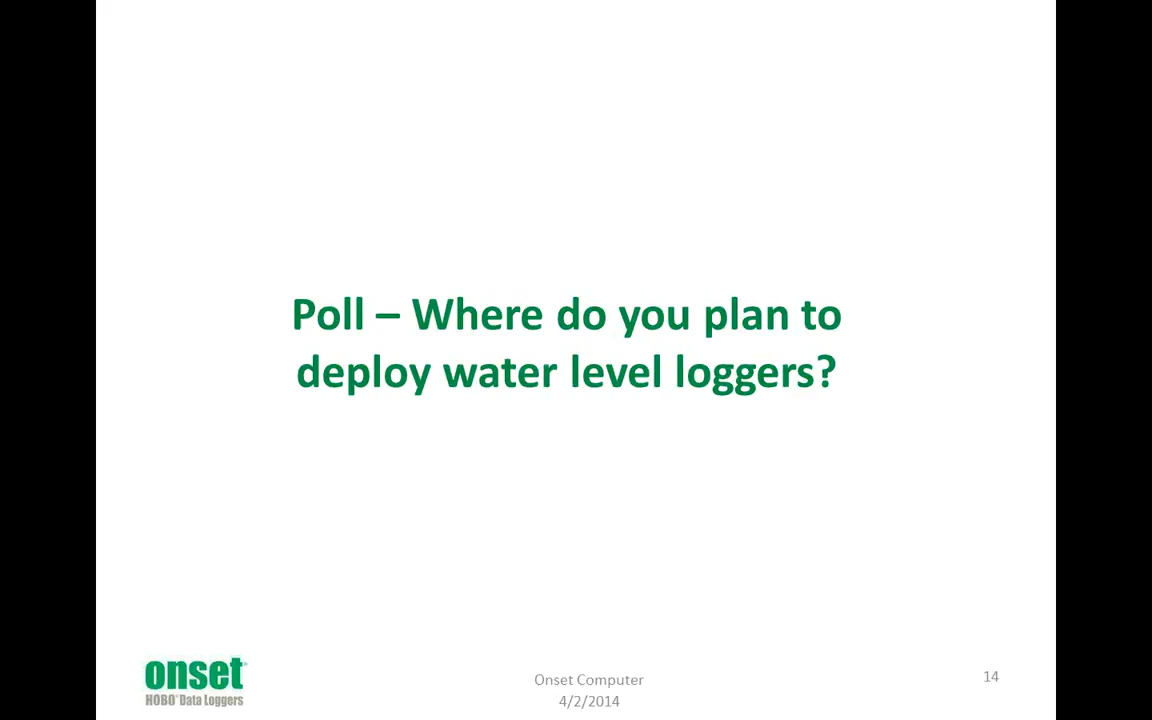 Poll – Where do you plan to
deploy water level loggers?
onset®
HOBO® Data Loggers
Onset Computer
4/2/2014
14